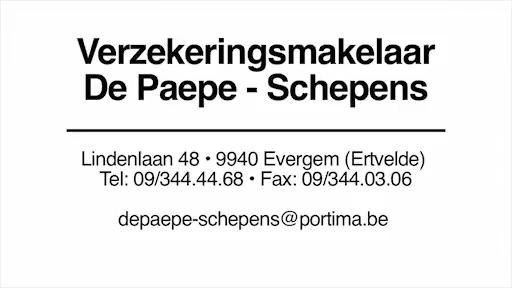 Verzekeringsmakelaar
De Paepe - Schepens
Lindenlaan 48 • 9940 Evergem (Ertvelde)
Tel: 09/344.44.68 • Fax: 09/344.03.06
depaepe-schepens@portima.be